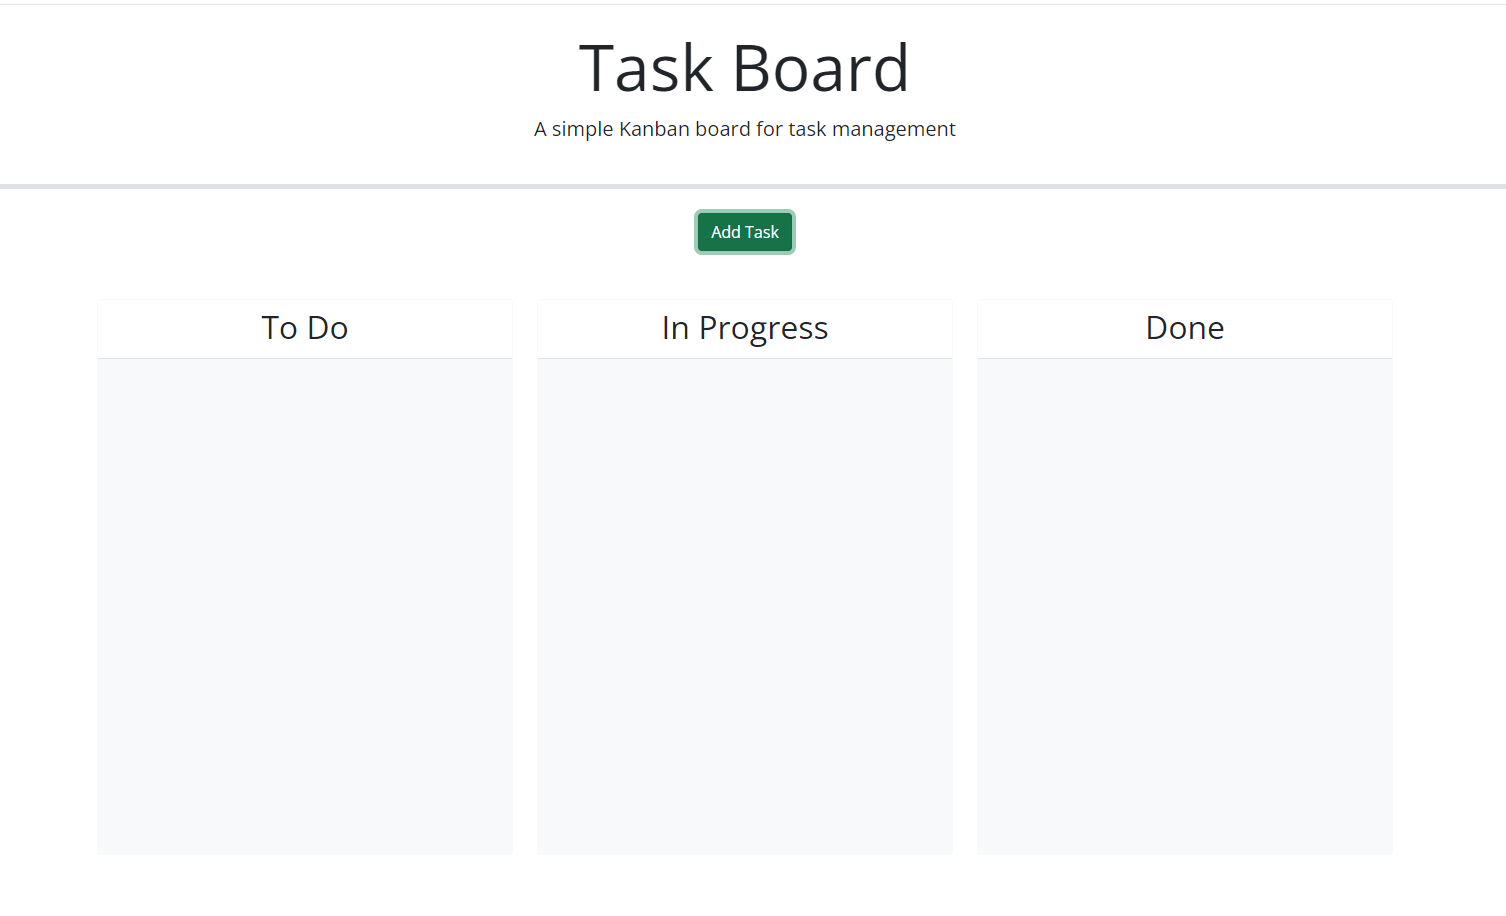 Task Board
A simple Kanban board for task management
Add Task
To Do
In Progress
Done